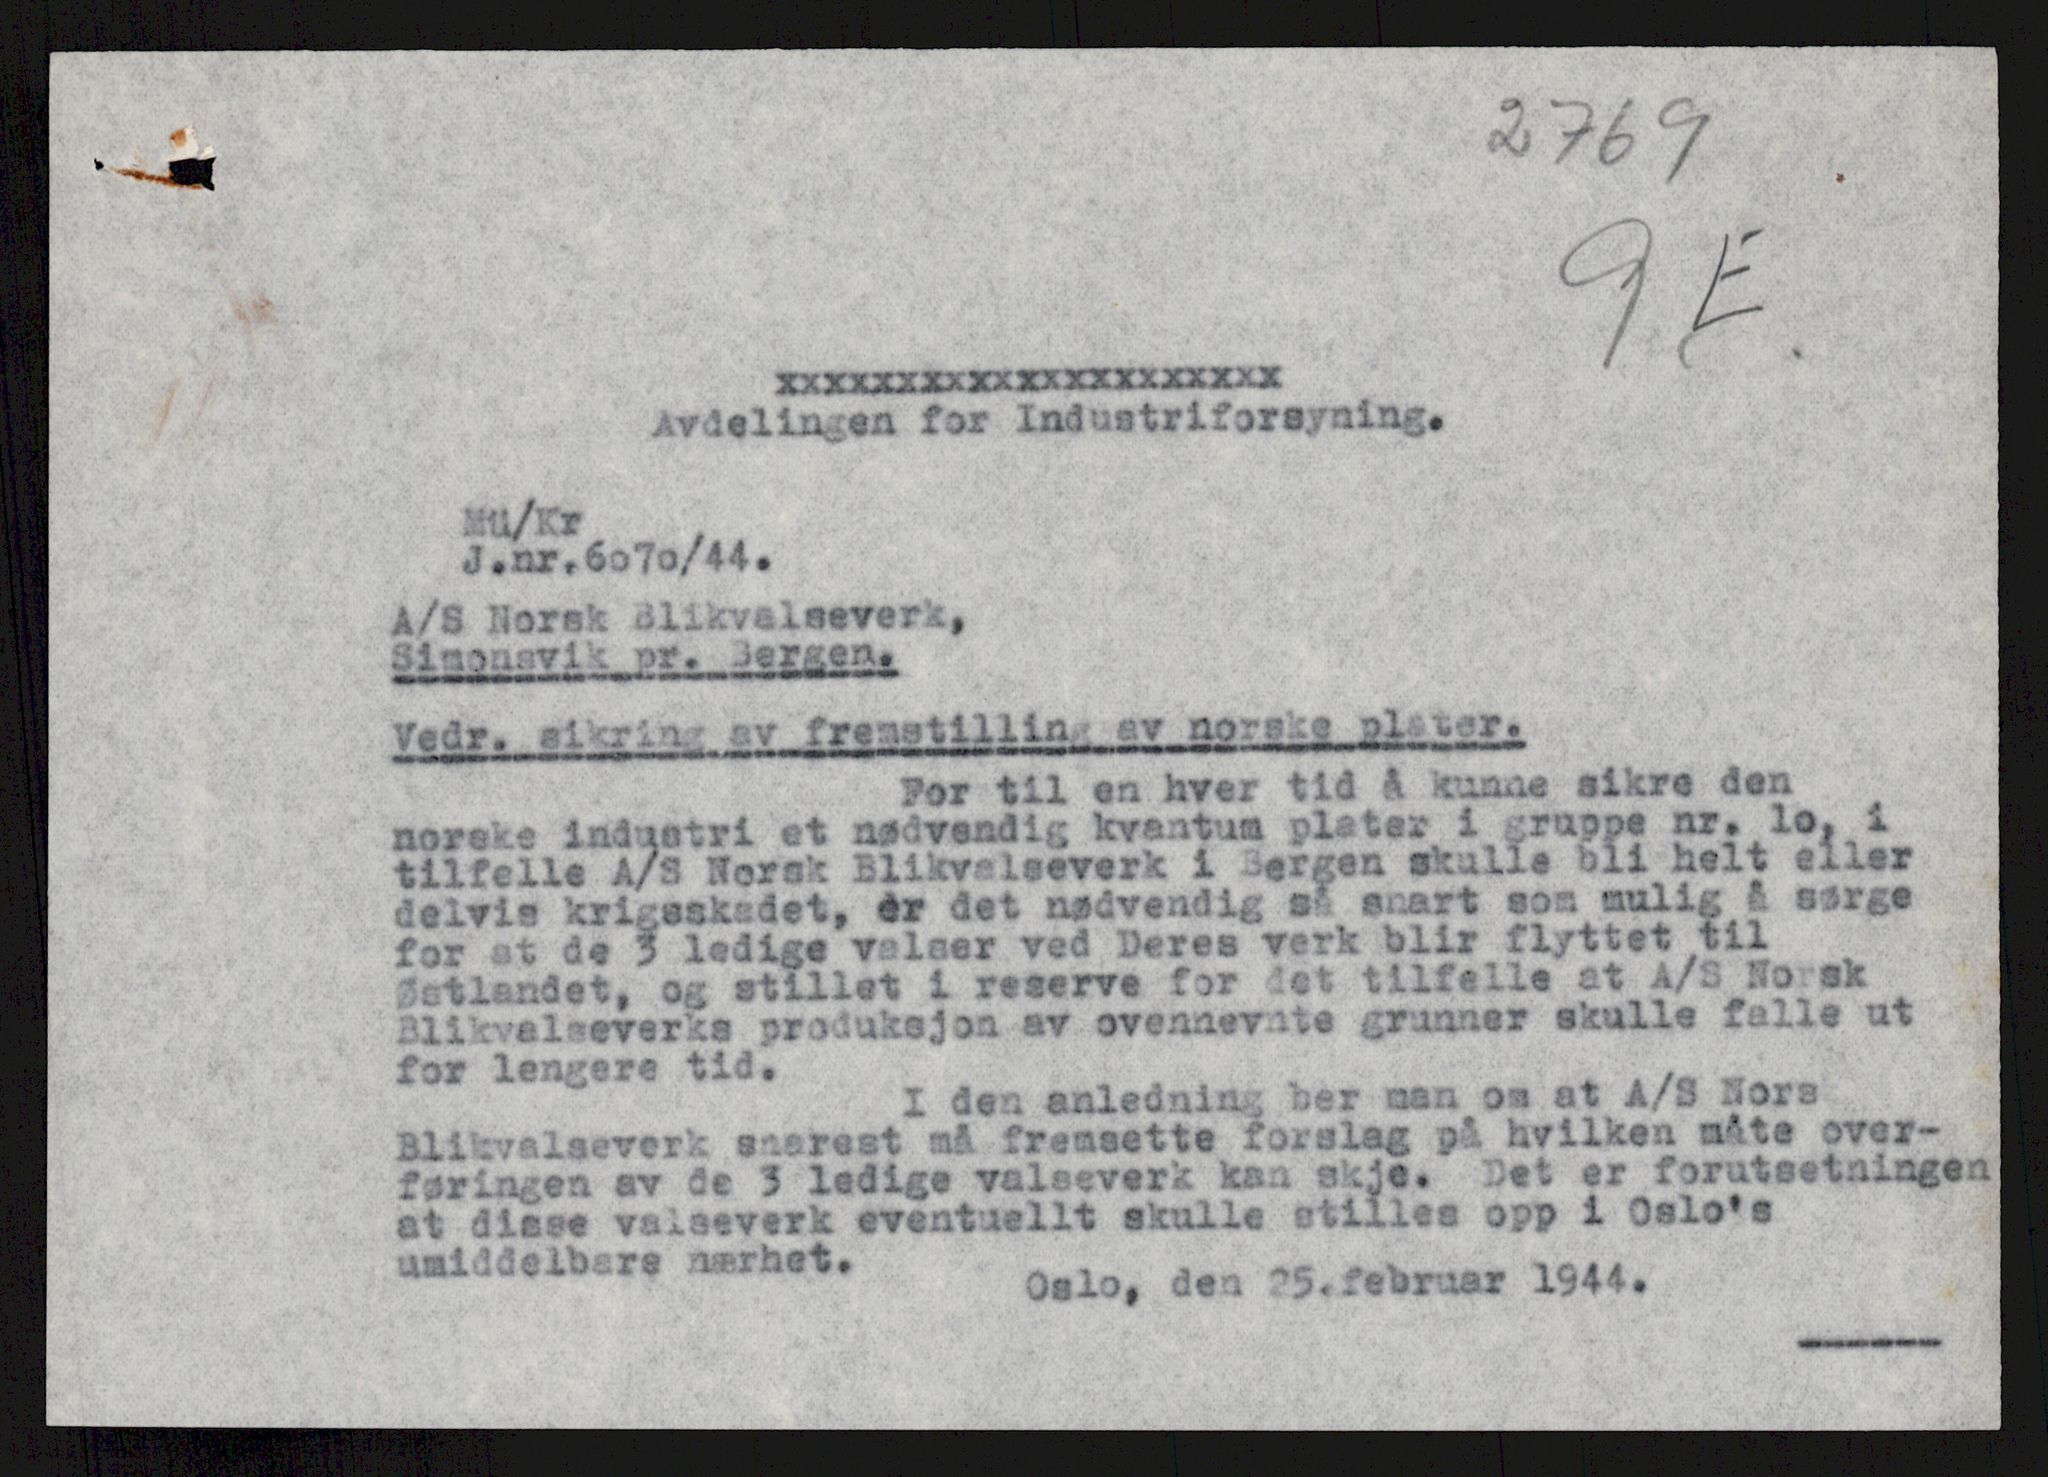 2769
9 E.
xxxxxxxxxxxxxxxxxxxxx
Avdelingen for Industriforsyning.
Mü/Kr
J.nr.6o7o/44.
A/S Norsk Blikvalseverk,
Simonsvik pr. Bergen.
Vedr. sikring av fremstilling av norske plater.
For til en hver tid å kunne sikre den
norske industri et nødvendig kvantum plater i gruppe nr. lo, i
tilfelle A/S Norsk Blikvalseverk i Bergen skulle bli helt eller
delvis krigsskadet, er det nødvendig så snart som mulig å sørge
for at de 3 ledige valser ved Deres verk blir flyttet til
Østlandet, og stillet i reserve for det tilfelle at A/S Norsk
Blikvalseverks produksjon av ovennevnte grunner skulle falle ut
for lengere tid.
I den anledning ber man om at A/S Nors
Blikvalseverk snarest må fremsette forslag på hvilken måte over-
føringen av de 3 ledige valseverk kan skje. Det er forutsetningen
at disse valseverk eventuellt skulle stilles opp i Oslo's
umiddelbare nærhet.
Oslo, den 25.februar 1944.